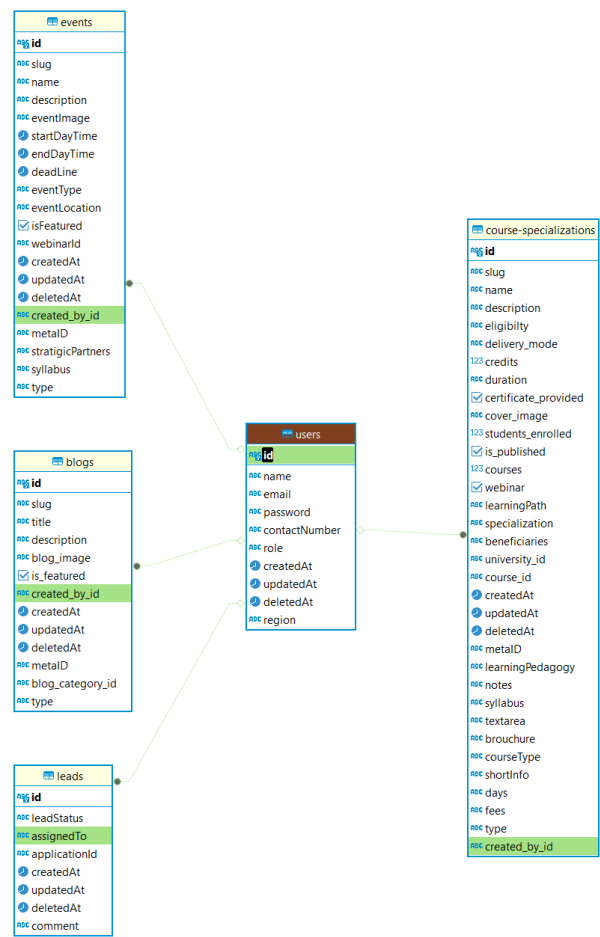 events
id
slug
name
description
eventImage
startDayTime
endDayTime
deadLine
eventType
eventLocation
isFeatured
webinarId
createdAt
updatedAt
deletedAt
created_by_id
metaID
stratigicPartners
syllabus
type
blogs
id
slug
title
description
blog_image
is_featured
created_by_id
createdAt
updatedAt
deletedAt
metaID
blog_category_id
type
leads
id
leadStatus
assignedTo
applicationId
createdAt
updatedAt
deletedAt
comment
users
id
name
email
password
contactNumber
role
createdAt
updatedAt
deletedAt
region
course-specializations
id
slug
name
description
eligibilty
delivery_mode
123 credits
duration
certificate_provided
cover_image
123 students_enrolled
is_published
123 courses
webinar
learningPath
specialization
beneficiaries
university_id
course_id
createdAt
updatedAt
deletedAt
metaID
learningPedagogy
notes
syllabus
textarea
brouchure
courseType
shortInfo
days
fees
type
created_by_id